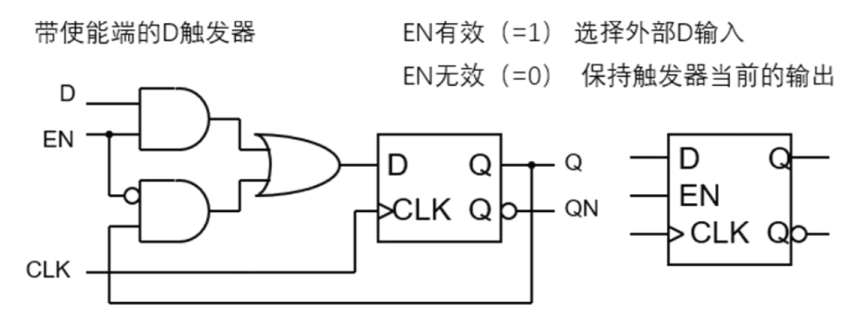 带使能端的D触发器
EN有效（=1） 选择外部D输入
EN无效（=0） 保持触发器当前的输出
D
EN
CLK
D Q
CLK Q
Q
QN
D Q
EN
CLK Q